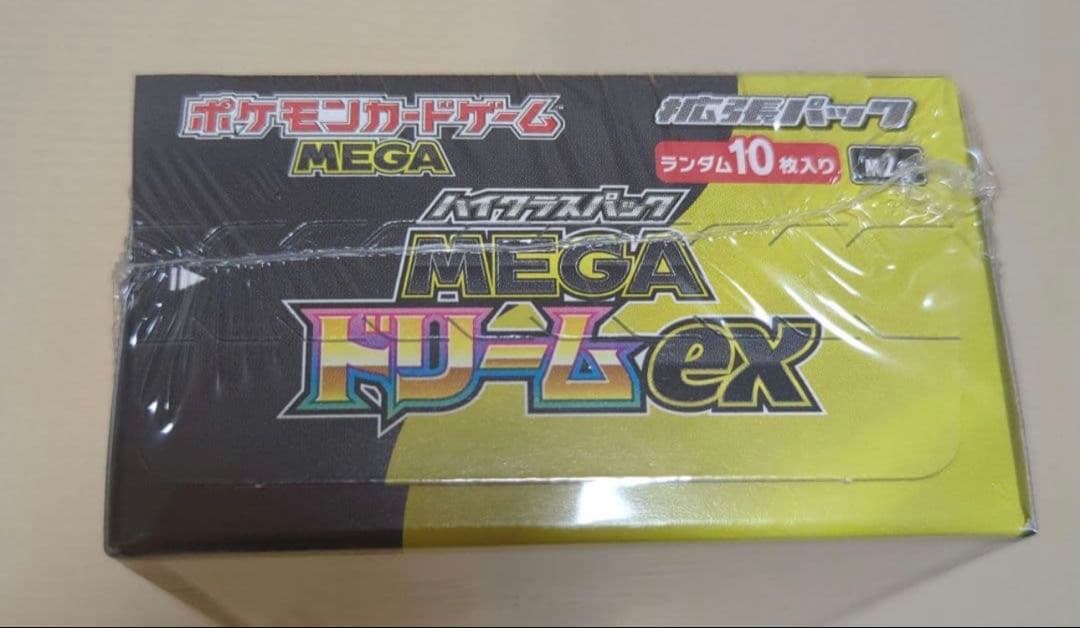 ポケモンカードゲーム
MEGA
拡張パック
ランダム10枚入り
ハイクラスパック
MEGA
ドリームex